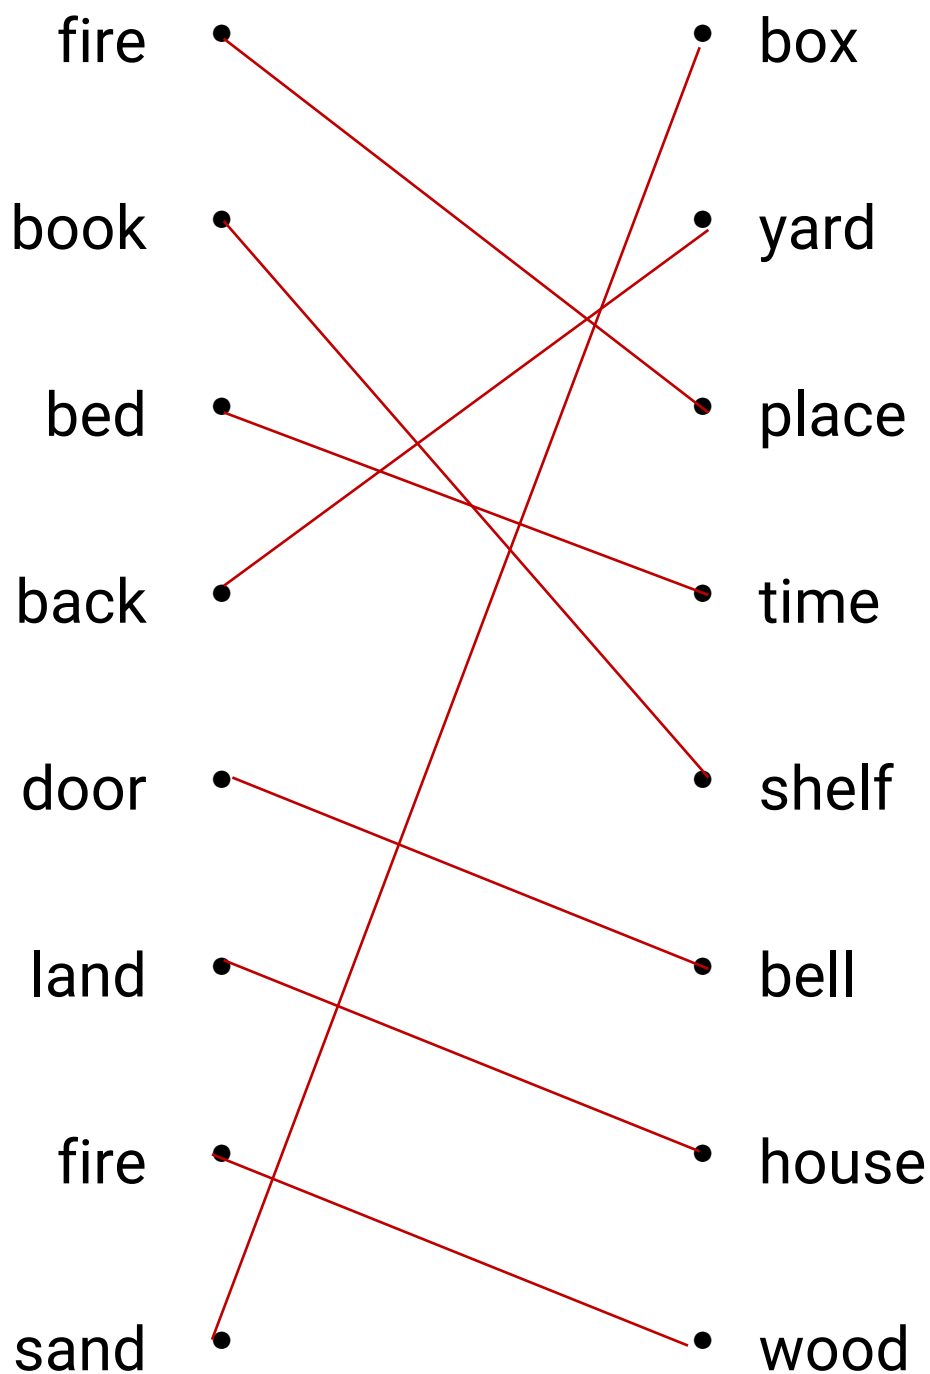 fire box
book yard
bed place
back time
door shelf
land bell
fire house
sand wood